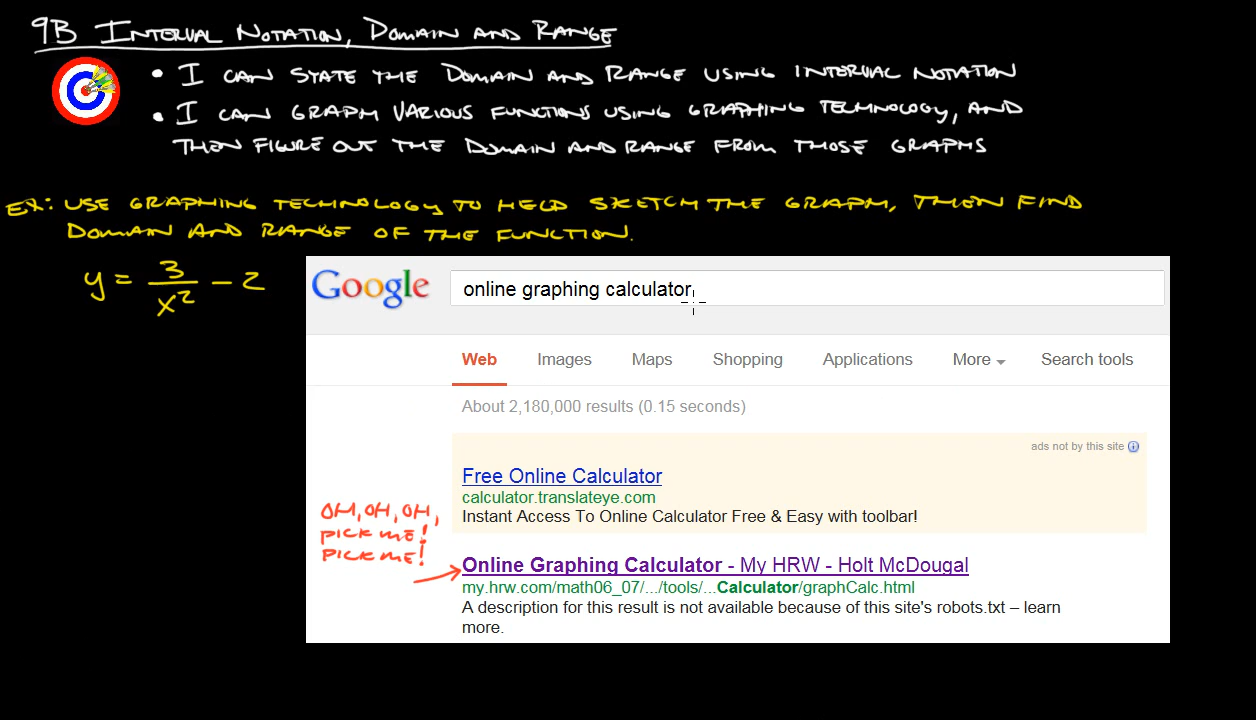 9B INTERVAL NOTATION, DOMAIN AND RANGE
• I CAN STATE THE DOMAIN AND RANGE USING INTERVAL NOTATION
• I CAN GRAPH VARIOUS FUNCTIONS USING GRAPHING TECHNOLOGY, AND
THEN FIGURE OUT THE DOMAIN AND RANGE FROM THOSE GRAPHS
EX: USE GRAPHING TECHNOLOGY TO HELD SKETCH THE GRAPH, THEN FIND
DOMAIN AND RANGE OF THE FUNCTION.
y = 3/x² - 2
Google online graphing calculator
Web Images Maps Shopping Applications More Search tools
About 2,180,000 results (0.15 seconds)
ads not by this site
Free Online Calculator
calculator.translateye.com
Instant Access To Online Calculator Free & Easy with toolbar!
OH, OH, OH,
PICK ME!
PICK ME!
Online Graphing Calculator - My HRW - Holt McDougal
my.hrw.com/math06_07/.../tools/...Calculator/graphCalc.html
A description for this result is not available because of this site's robots.txt – learn
more.